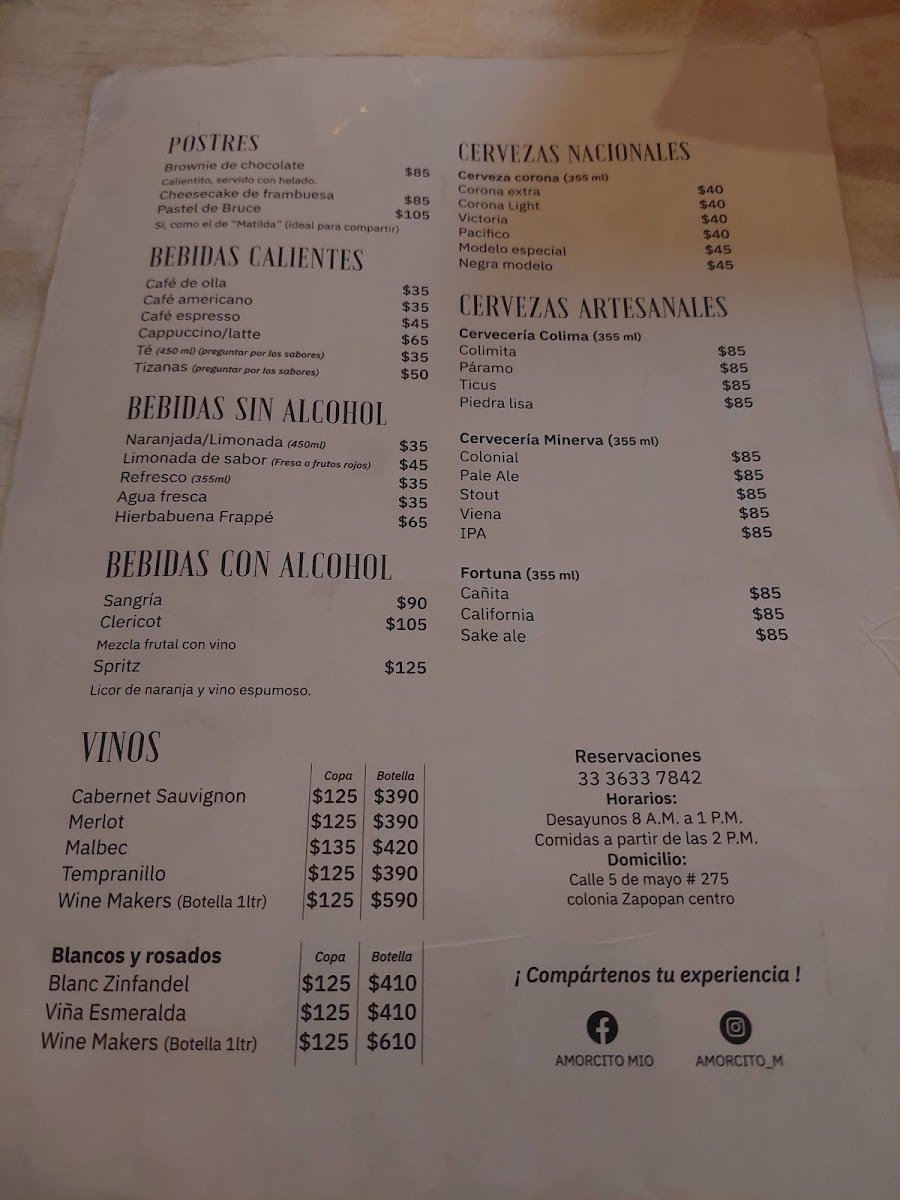 POSTRES
Brownie de chocolate $85
Calientito, servido con helado.
Cheesecake de frambuesa $85
Pastel de Bruce $105
Sí, como el de "Matilda" (ideal para compartir)
BEBIDAS CALIENTES
Café de olla $35
Café americano $35
Café espresso $45
Cappuccino/latte $65
Té (450 ml) (preguntar por los sabores) $35
Tizanas (preguntar por los sabores) $50
BEBIDAS SIN ALCOHOL
Naranjada/Limonada (450ml) $35
Limonada de sabor (Fresa o frutos rojos) $45
Refresco (355ml) $35
Agua fresca $35
Hierbabuena Frappé $65
BEBIDAS CON ALCOHOL
Sangría $90
Clericot $105
Mezcla frutal con vino
Spritz $125
Licor de naranja y vino espumoso.
VINOS
Copa Botella
Cabernet Sauvignon $125 $390
Merlot $125 $390
Malbec $135 $420
Tempranillo $125 $390
Wine Makers (Botella 1ltr) $125 $590
Blancos y rosados Copa Botella
Blanc Zinfandel $125 $410
Viña Esmeralda $125 $410
Wine Makers (Botella 1ltr) $125 $610
CERVEZAS NACIONALES
Cerveza corona (355 ml)
Corona extra $40
Corona Light $40
Victoria $40
Pacífico $40
Modelo especial $45
Negra modelo $45
CERVEZAS ARTESANALES
Cervecería Colima (355 ml)
Colimita $85
Páramo $85
Ticus $85
Piedra lisa $85
Cervecería Minerva (355 ml)
Colonial $85
Pale Ale $85
Stout $85
Viena $85
IPA $85
Fortuna (355 ml)
Cañita $85
California $85
Sake ale $85
Reservaciones
33 3633 7842
Horarios:
Desayunos 8 A.M. a 1 P.M.
Comidas a partir de las 2 P.M.
Domicilio:
Calle 5 de mayo # 275
colonia Zapopan centro
¡ Compártenos tu experiencia !
AMORCITO MIO AMORCITO_M